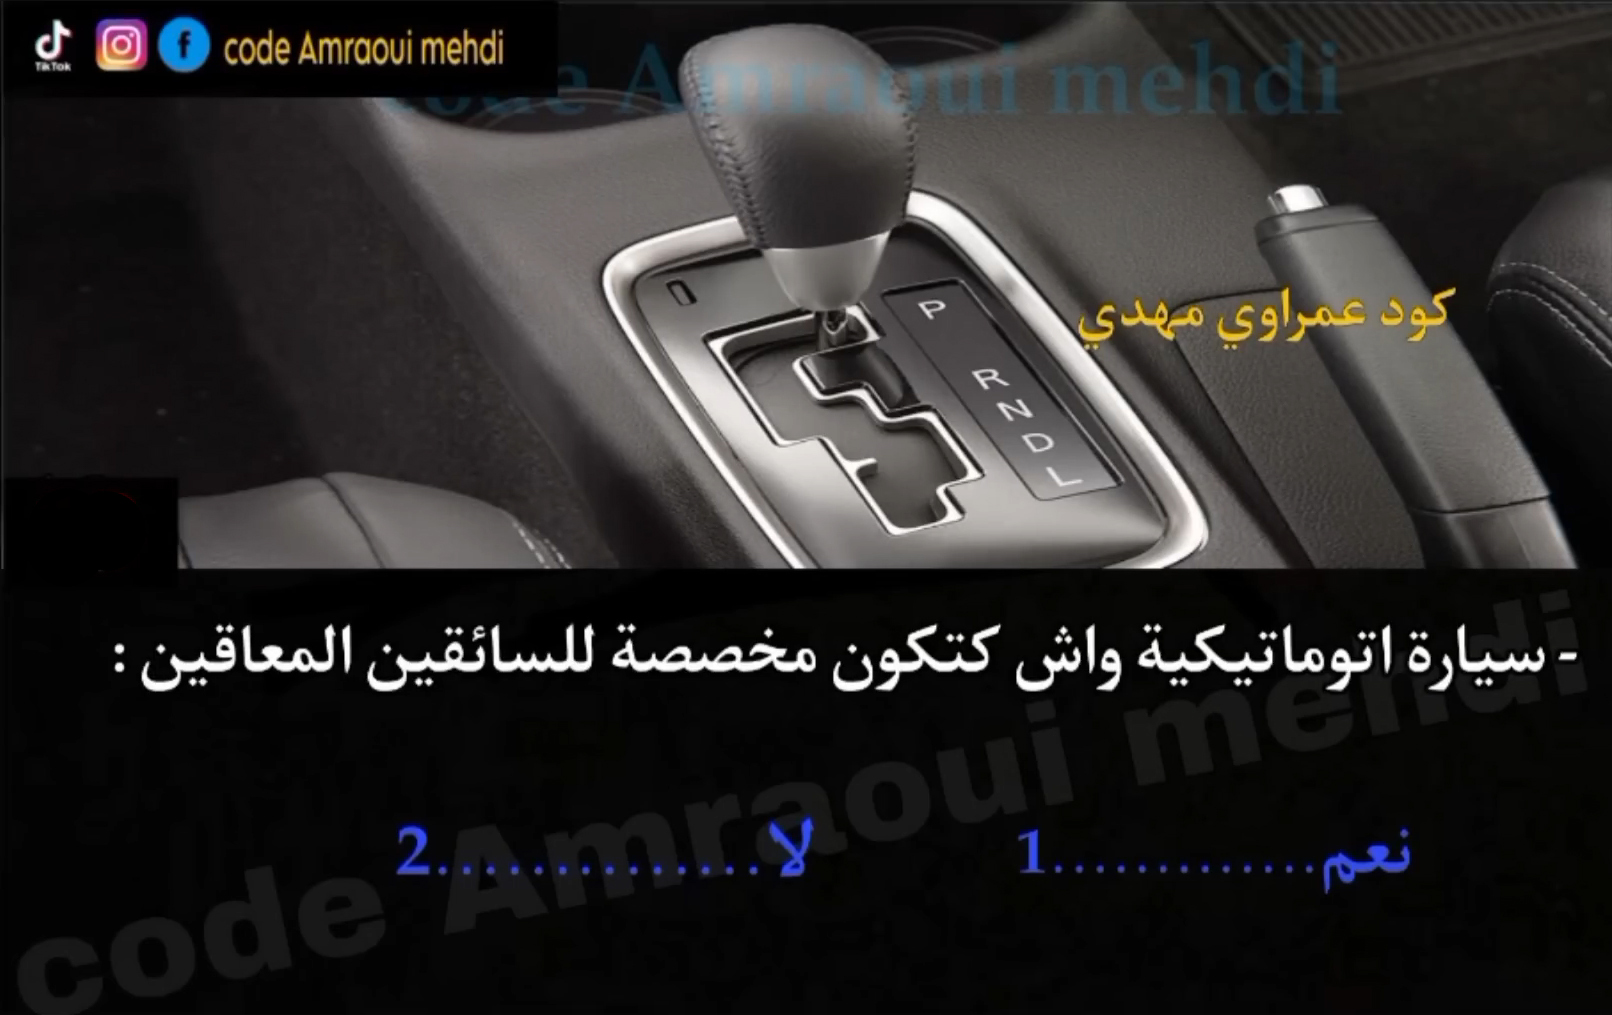 TikTok
code Amraoui mehdi
code Amraoui mehdi
كود عمراوي مهدي
P
R
N
D
L
- سيارة اتوماتيكية واش كتكون مخصصة للسائقين المعاقين :
نعم.............1 لا..............2
code Amraoui mehdi